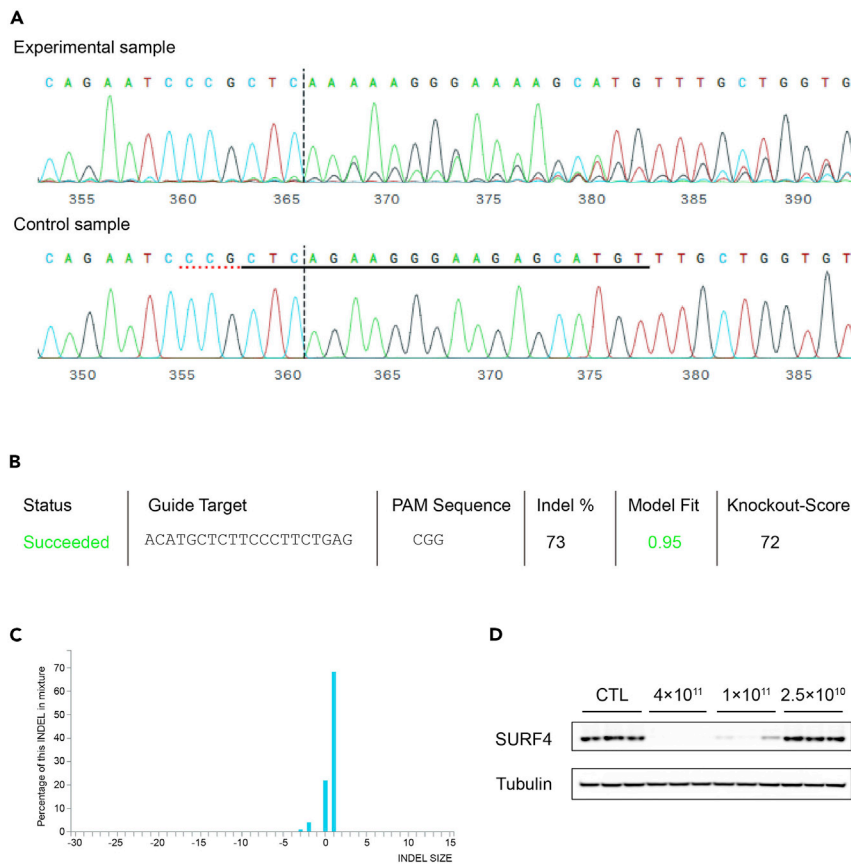 A
Experimental sample
C A G A A T C C C G C T C A A A A A G G G A A A A G C A T G T T T G C T G G T G
355 360 365 370 375 380 385 390
Control sample
C A G A A T C C C G C T C A G A A G G G A A G A G C A T G T T T G C T G G T G T
350 355 360 365 370 375 380 385
B
Status Guide Target PAM Sequence Indel % Model Fit Knockout-Score
Succeeded ACATGCTCTTCCCTTCTGAG CGG 73 0.95 72
C
Percentage of this INDEL in mixture
70
60
50
40
30
20
10
0
-30 -25 -20 -15 -10 -5 0 5 10 15
INDEL SIZE
D
CTL 4×10¹¹ 1×10¹¹ 2.5×10¹⁰
SURF4
Tubulin